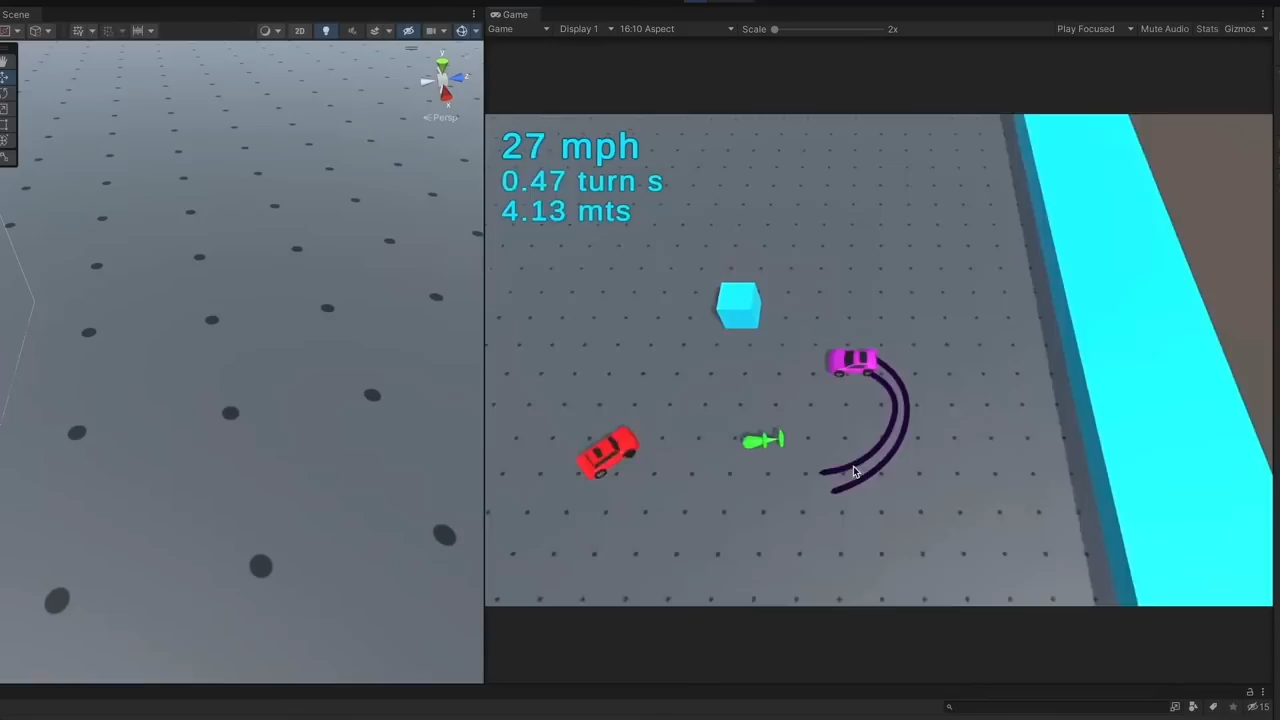 Scene
2D
y
z
x
< Persp
Game
Game Display 1 16:10 Aspect Scale 2x Play Focused Mute Audio Stats Gizmos
27 mph
0.47 turn s
4.13 mts
15